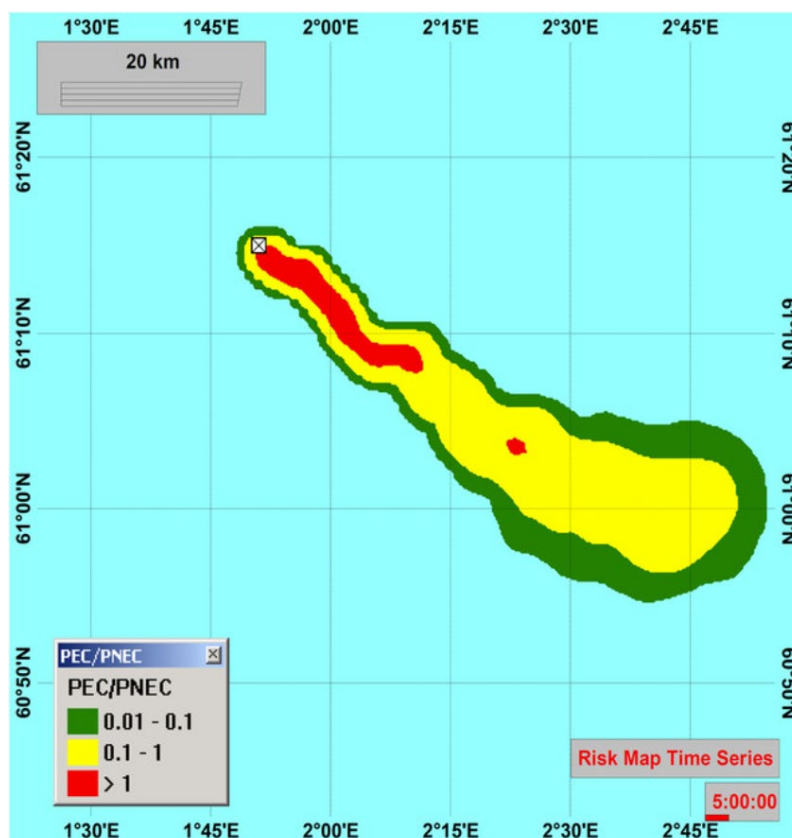 1°30'E 1°45'E 2°00'E 2°15'E 2°30'E 2°45'E
20 km
61°20'N 61°20'N
61°10'N 61°10'N
61°00'N 61°00'N
60°50'N 60°50'N
PEC/PNEC
PEC/PNEC
0.01 - 0.1
0.1 - 1
> 1
Risk Map Time Series
5:00:00
1°30'E 1°45'E 2°00'E 2°15'E 2°30'E 2°45'E